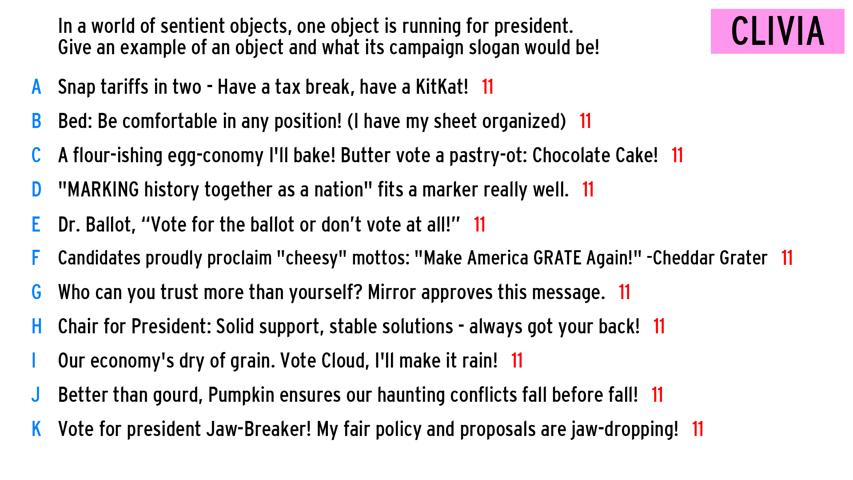 In a world of sentient objects, one object is running for president.
Give an example of an object and what its campaign slogan would be!
CLIVIA
A Snap tariffs in two - Have a tax break, have a KitKat! 11
B Bed: Be comfortable in any position! (I have my sheet organized) 11
C A flour-ishing egg-conomy I'll bake! Butter vote a pastry-ot: Chocolate Cake! 11
D "MARKING history together as a nation" fits a marker really well. 11
E Dr. Ballot, “Vote for the ballot or don’t vote at all!” 11
F Candidates proudly proclaim "cheesy" mottos: "Make America GRATE Again!" -Cheddar Grater 11
G Who can you trust more than yourself? Mirror approves this message. 11
H Chair for President: Solid support, stable solutions - always got your back! 11
I Our economy's dry of grain. Vote Cloud, I'll make it rain! 11
J Better than gourd, Pumpkin ensures our haunting conflicts fall before fall! 11
K Vote for president Jaw-Breaker! My fair policy and proposals are jaw-dropping! 11